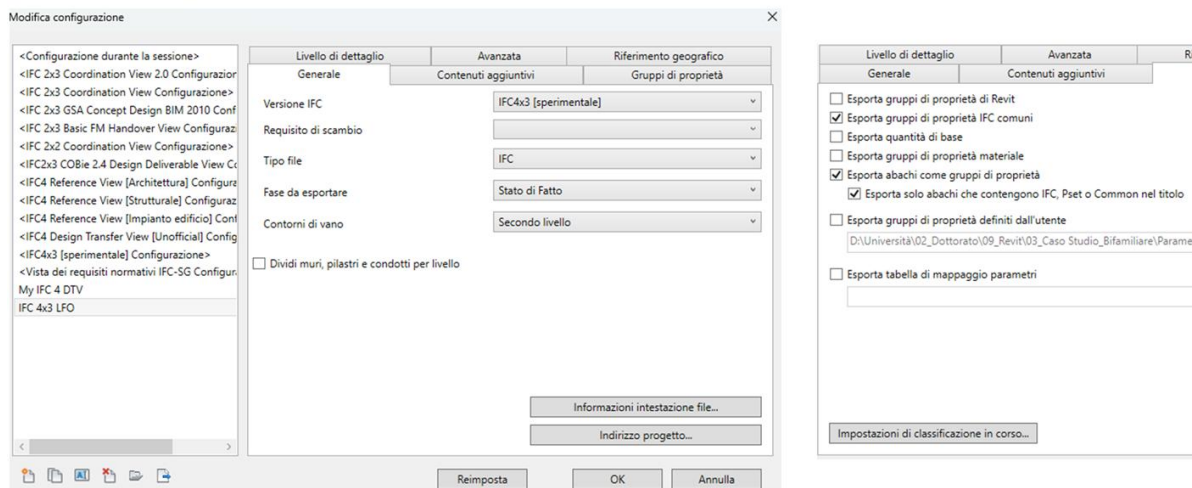 Modifica configurazione
<Configurazione durante la sessione>
<IFC 2x3 Coordination View 2.0 Configurazior
<IFC 2x3 Coordination View Configurazione>
<IFC 2x3 GSA Concept Design BIM 2010 Conf
<IFC 2x3 Basic FM Handover View Configurazi
<IFC 2x2 Coordination View Configurazione>
<IFC2x3 COBie 2.4 Design Deliverable View Co
<IFC4 Reference View [Architettura] Configura
<IFC4 Reference View [Strutturale] Configuraz
<IFC4 Reference View [Impianto edificio] Cont
<IFC4 Design Transfer View [Unofficial] Config
<IFC4x3 [sperimentale] Configurazione>
<Vista dei requisiti normativi IFC-SG Configura
My IFC 4 DTV
IFC 4x3 LFO
Livello di dettaglio Avanzata Riferimento geografico
Generale Contenuti aggiuntivi Gruppi di proprietà
Versione IFC IFC4x3 [sperimentale]
Requisito di scambio
Tipo file IFC
Fase da esportare Stato di Fatto
Contorni di vano Secondo livello
Dividi muri, pilastri e condotti per livello
Informazioni intestazione file...
Indirizzo progetto...
Reimposta OK Annulla
Livello di dettaglio Avanzata Ri
Generale Contenuti aggiuntivi
Esporta gruppi di proprietà di Revit
Esporta gruppi di proprietà IFC comuni
Esporta quantità di base
Esporta gruppi di proprietà materiale
Esporta abachi come gruppi di proprietà
Esporta solo abachi che contengono IFC, Pset o Common nel titolo
Esporta gruppi di proprietà definiti dall'utente
D:\Università\02_Dottorato\09_Revit\03_Caso Studio_Bifamiliare\Parame
Esporta tabella di mappaggio parametri
Impostazioni di classificazione in corso...